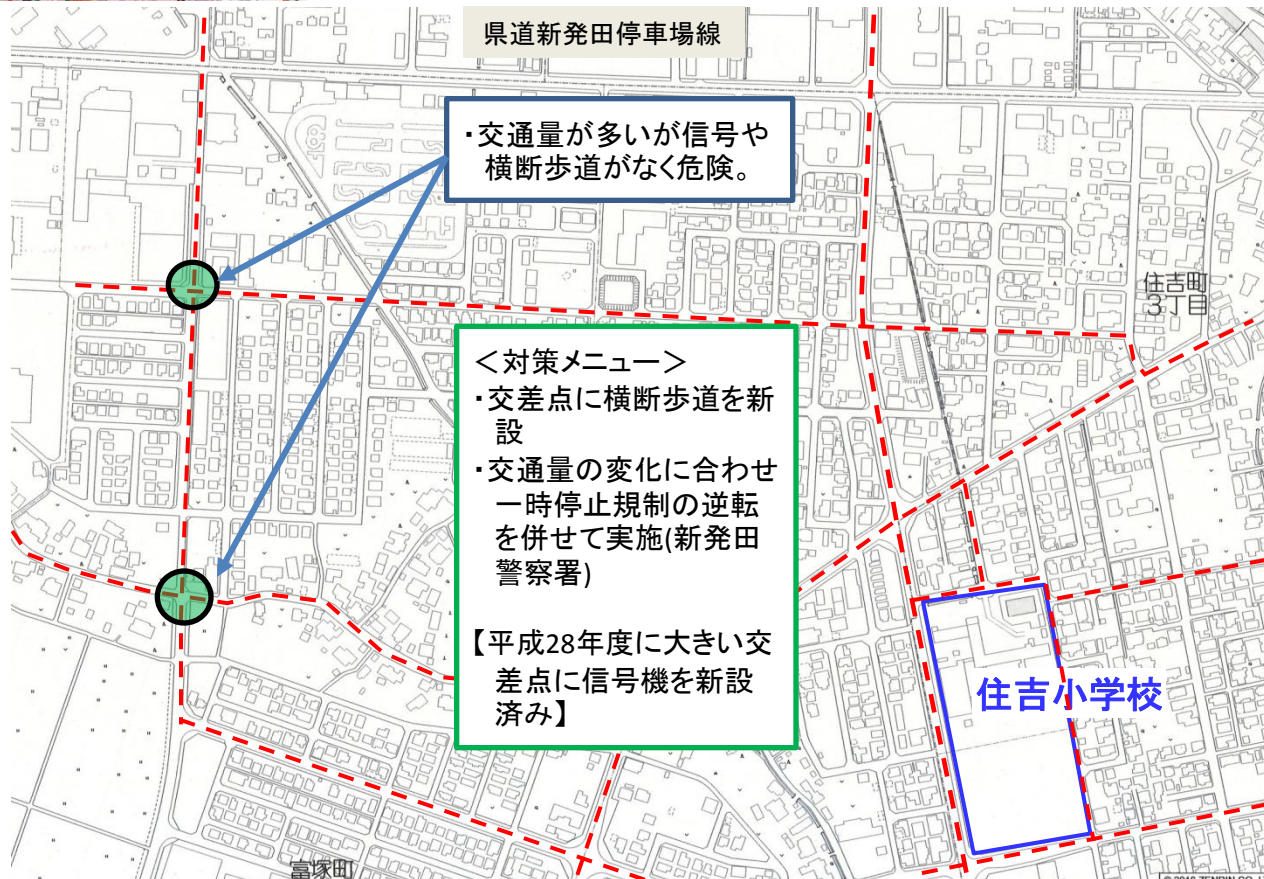 県道新発田停車場線
・交通量が多いが信号や
横断歩道がなく危険。
住吉町
3丁目
＜対策メニュー＞
・交差点に横断歩道を新
設
・交通量の変化に合わせ
一時停止規制の逆転
を併せて実施(新発田
警察署)
【平成28年度に大きい交
差点に信号機を新設
済み】
住吉小学校
富塚町